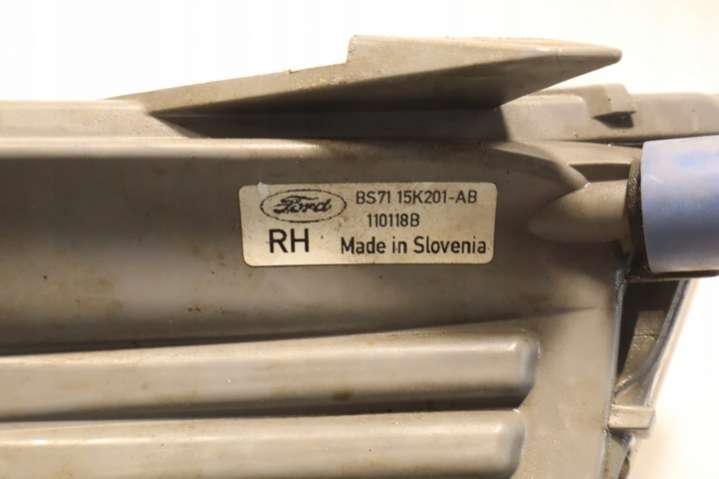 Ford BS71 15K201-AB
110118B
RH Made in Slovenia